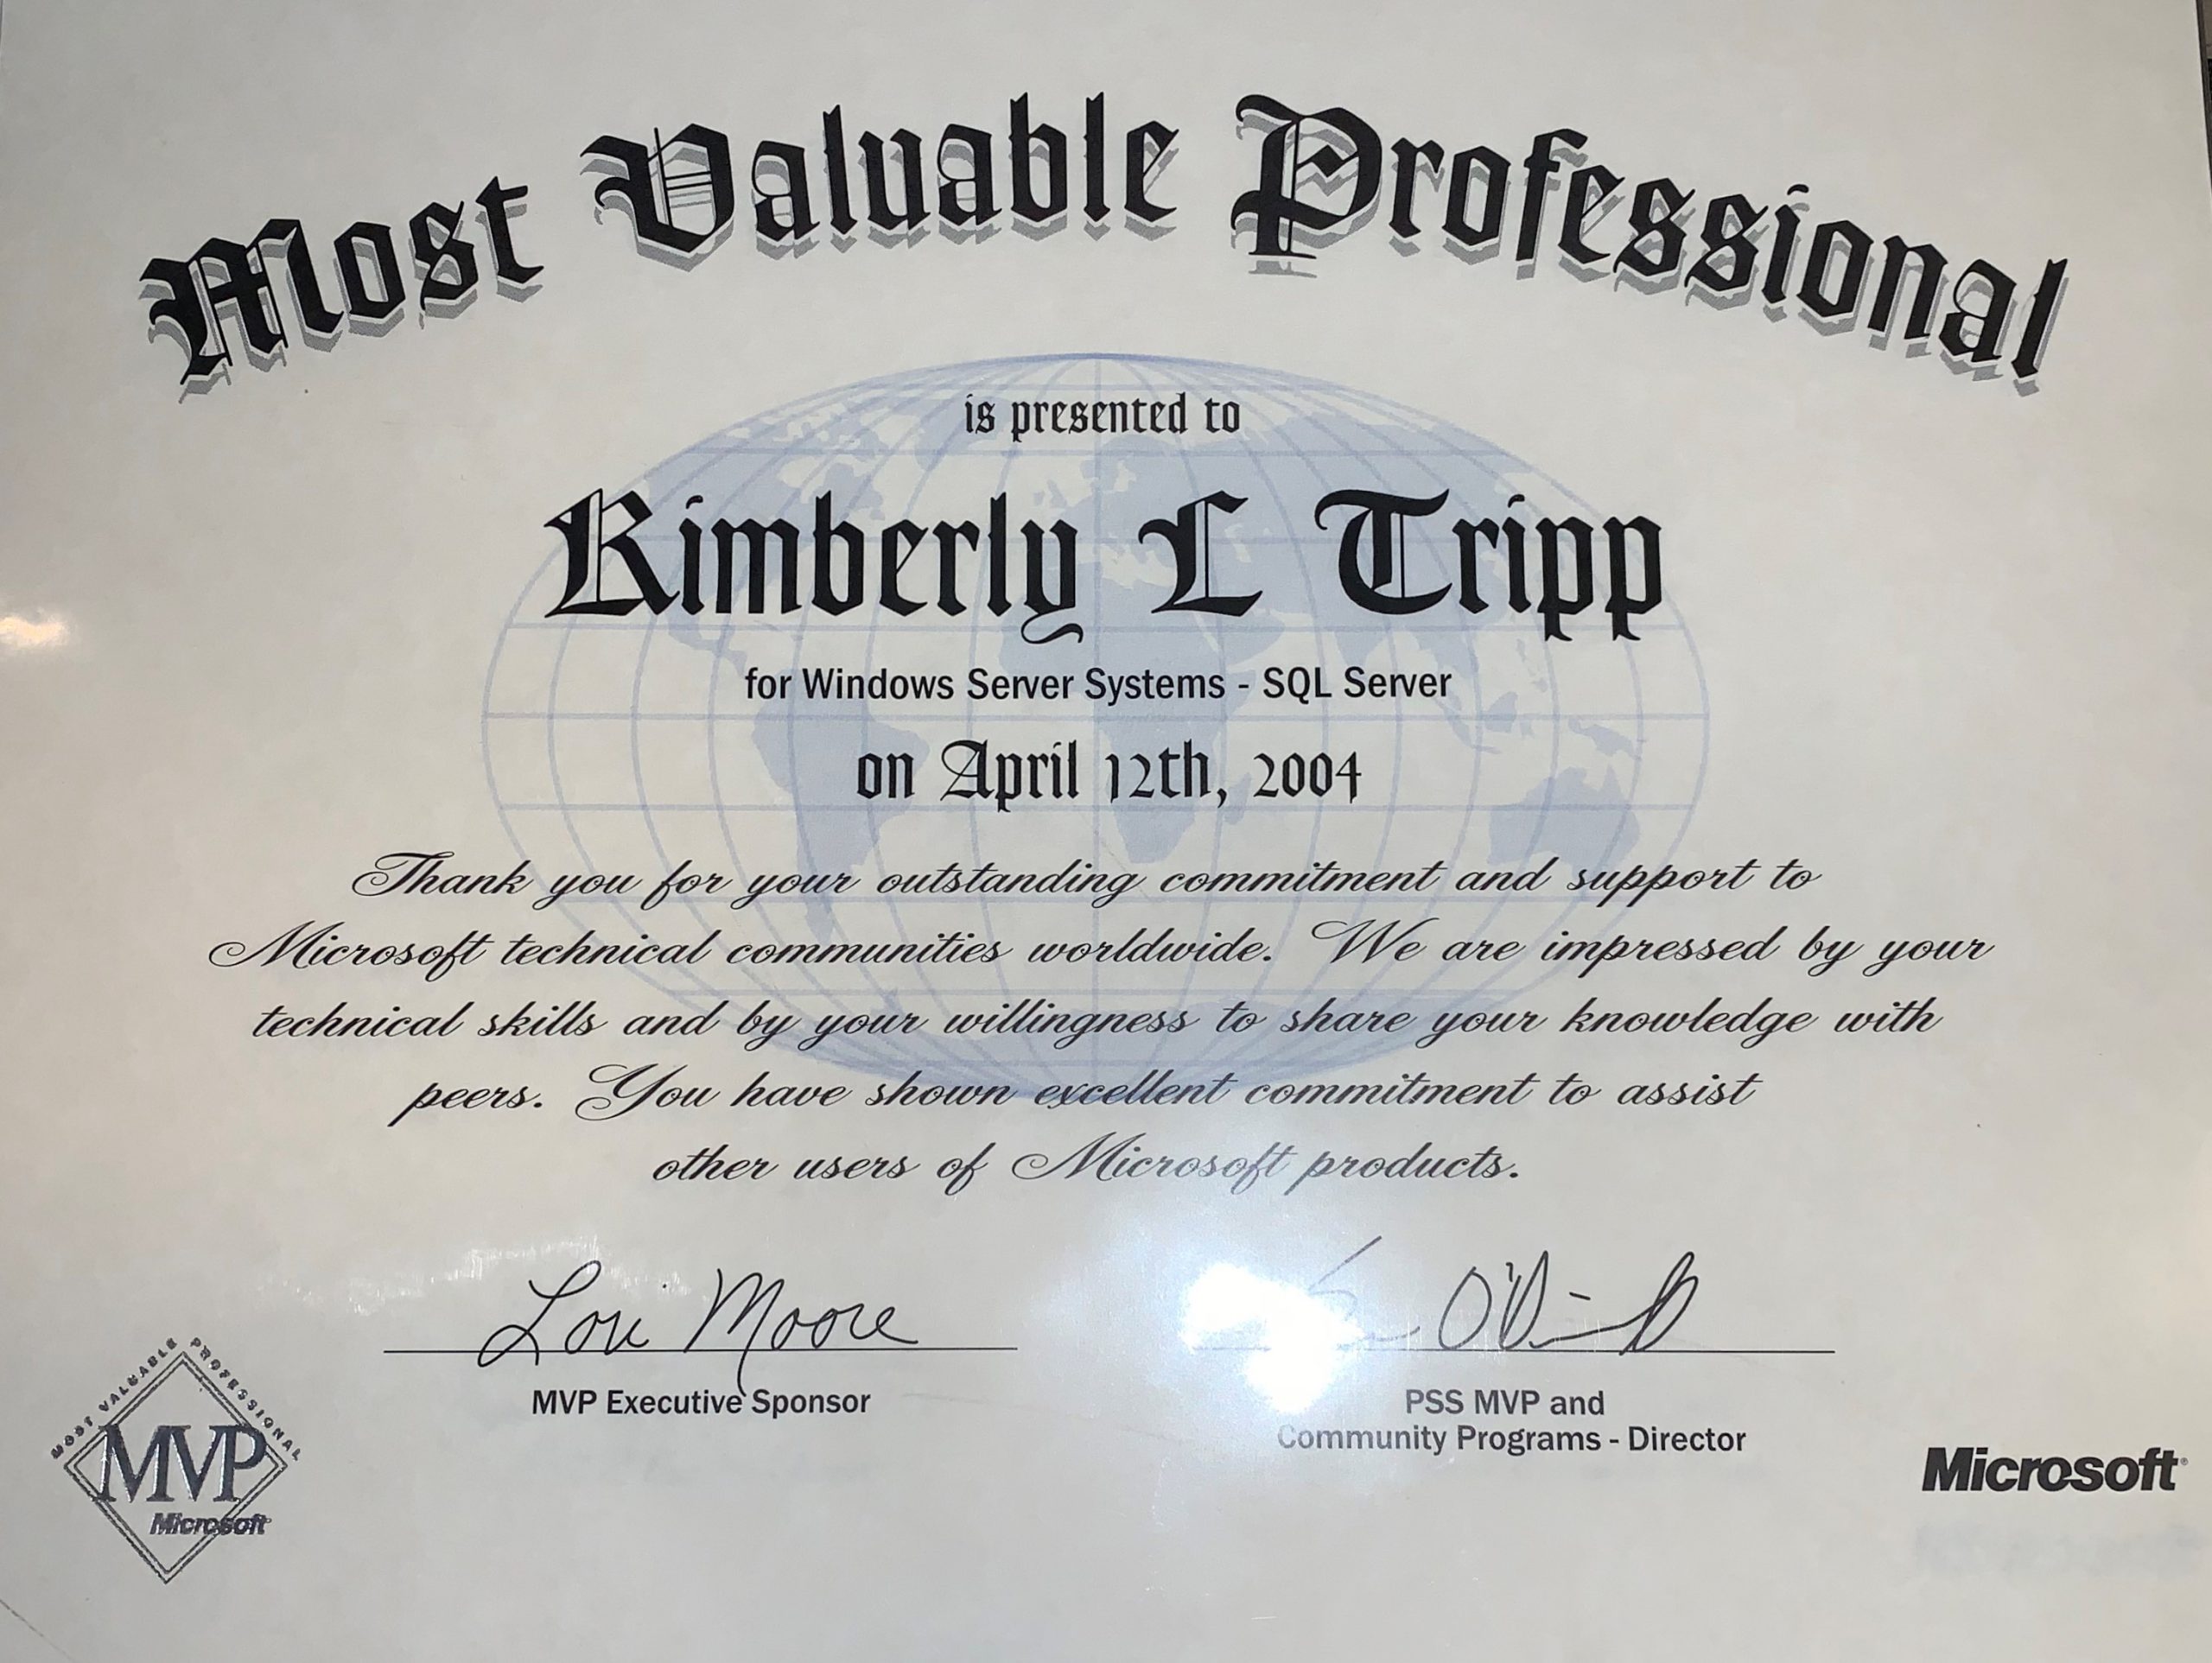 Most Valuable Professional
is presented to
Kimberly L Tripp
for Windows Server Systems - SQL Server
on April 12th, 2004
Thank you for your outstanding commitment and support to
Microsoft technical communities worldwide. We are impressed by your
technical skills and by your willingness to share your knowledge with
peers. You have shown excellent commitment to assist
other users of Microsoft products.
Lori Moore
MVP Executive Sponsor
PSS MVP and
Community Programs - Director
MOST VALUABLE PROFESSIONAL
MVP
Microsoft
Microsoft